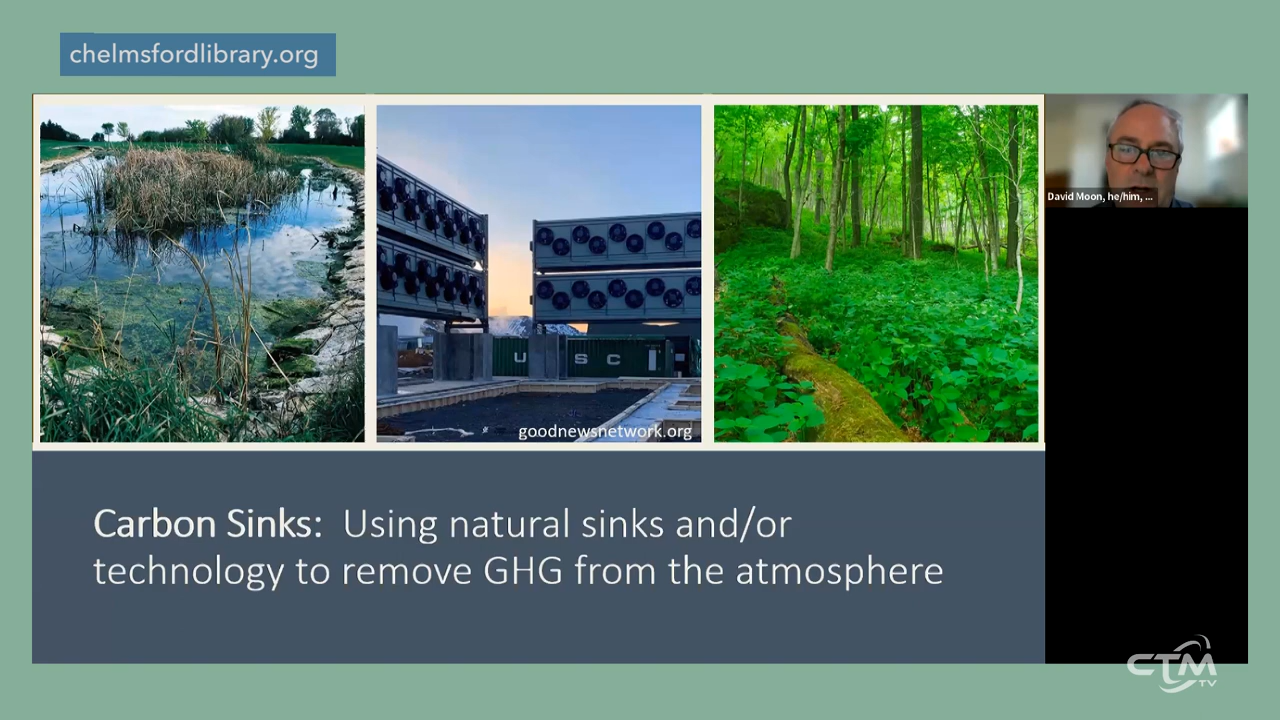 chelmsfordlibrary.org
David Moon, he/him, ...
U S C
goodnewsnetwork.org
Carbon Sinks: Using natural sinks and/or
technology to remove GHG from the atmosphere
CTM
TV